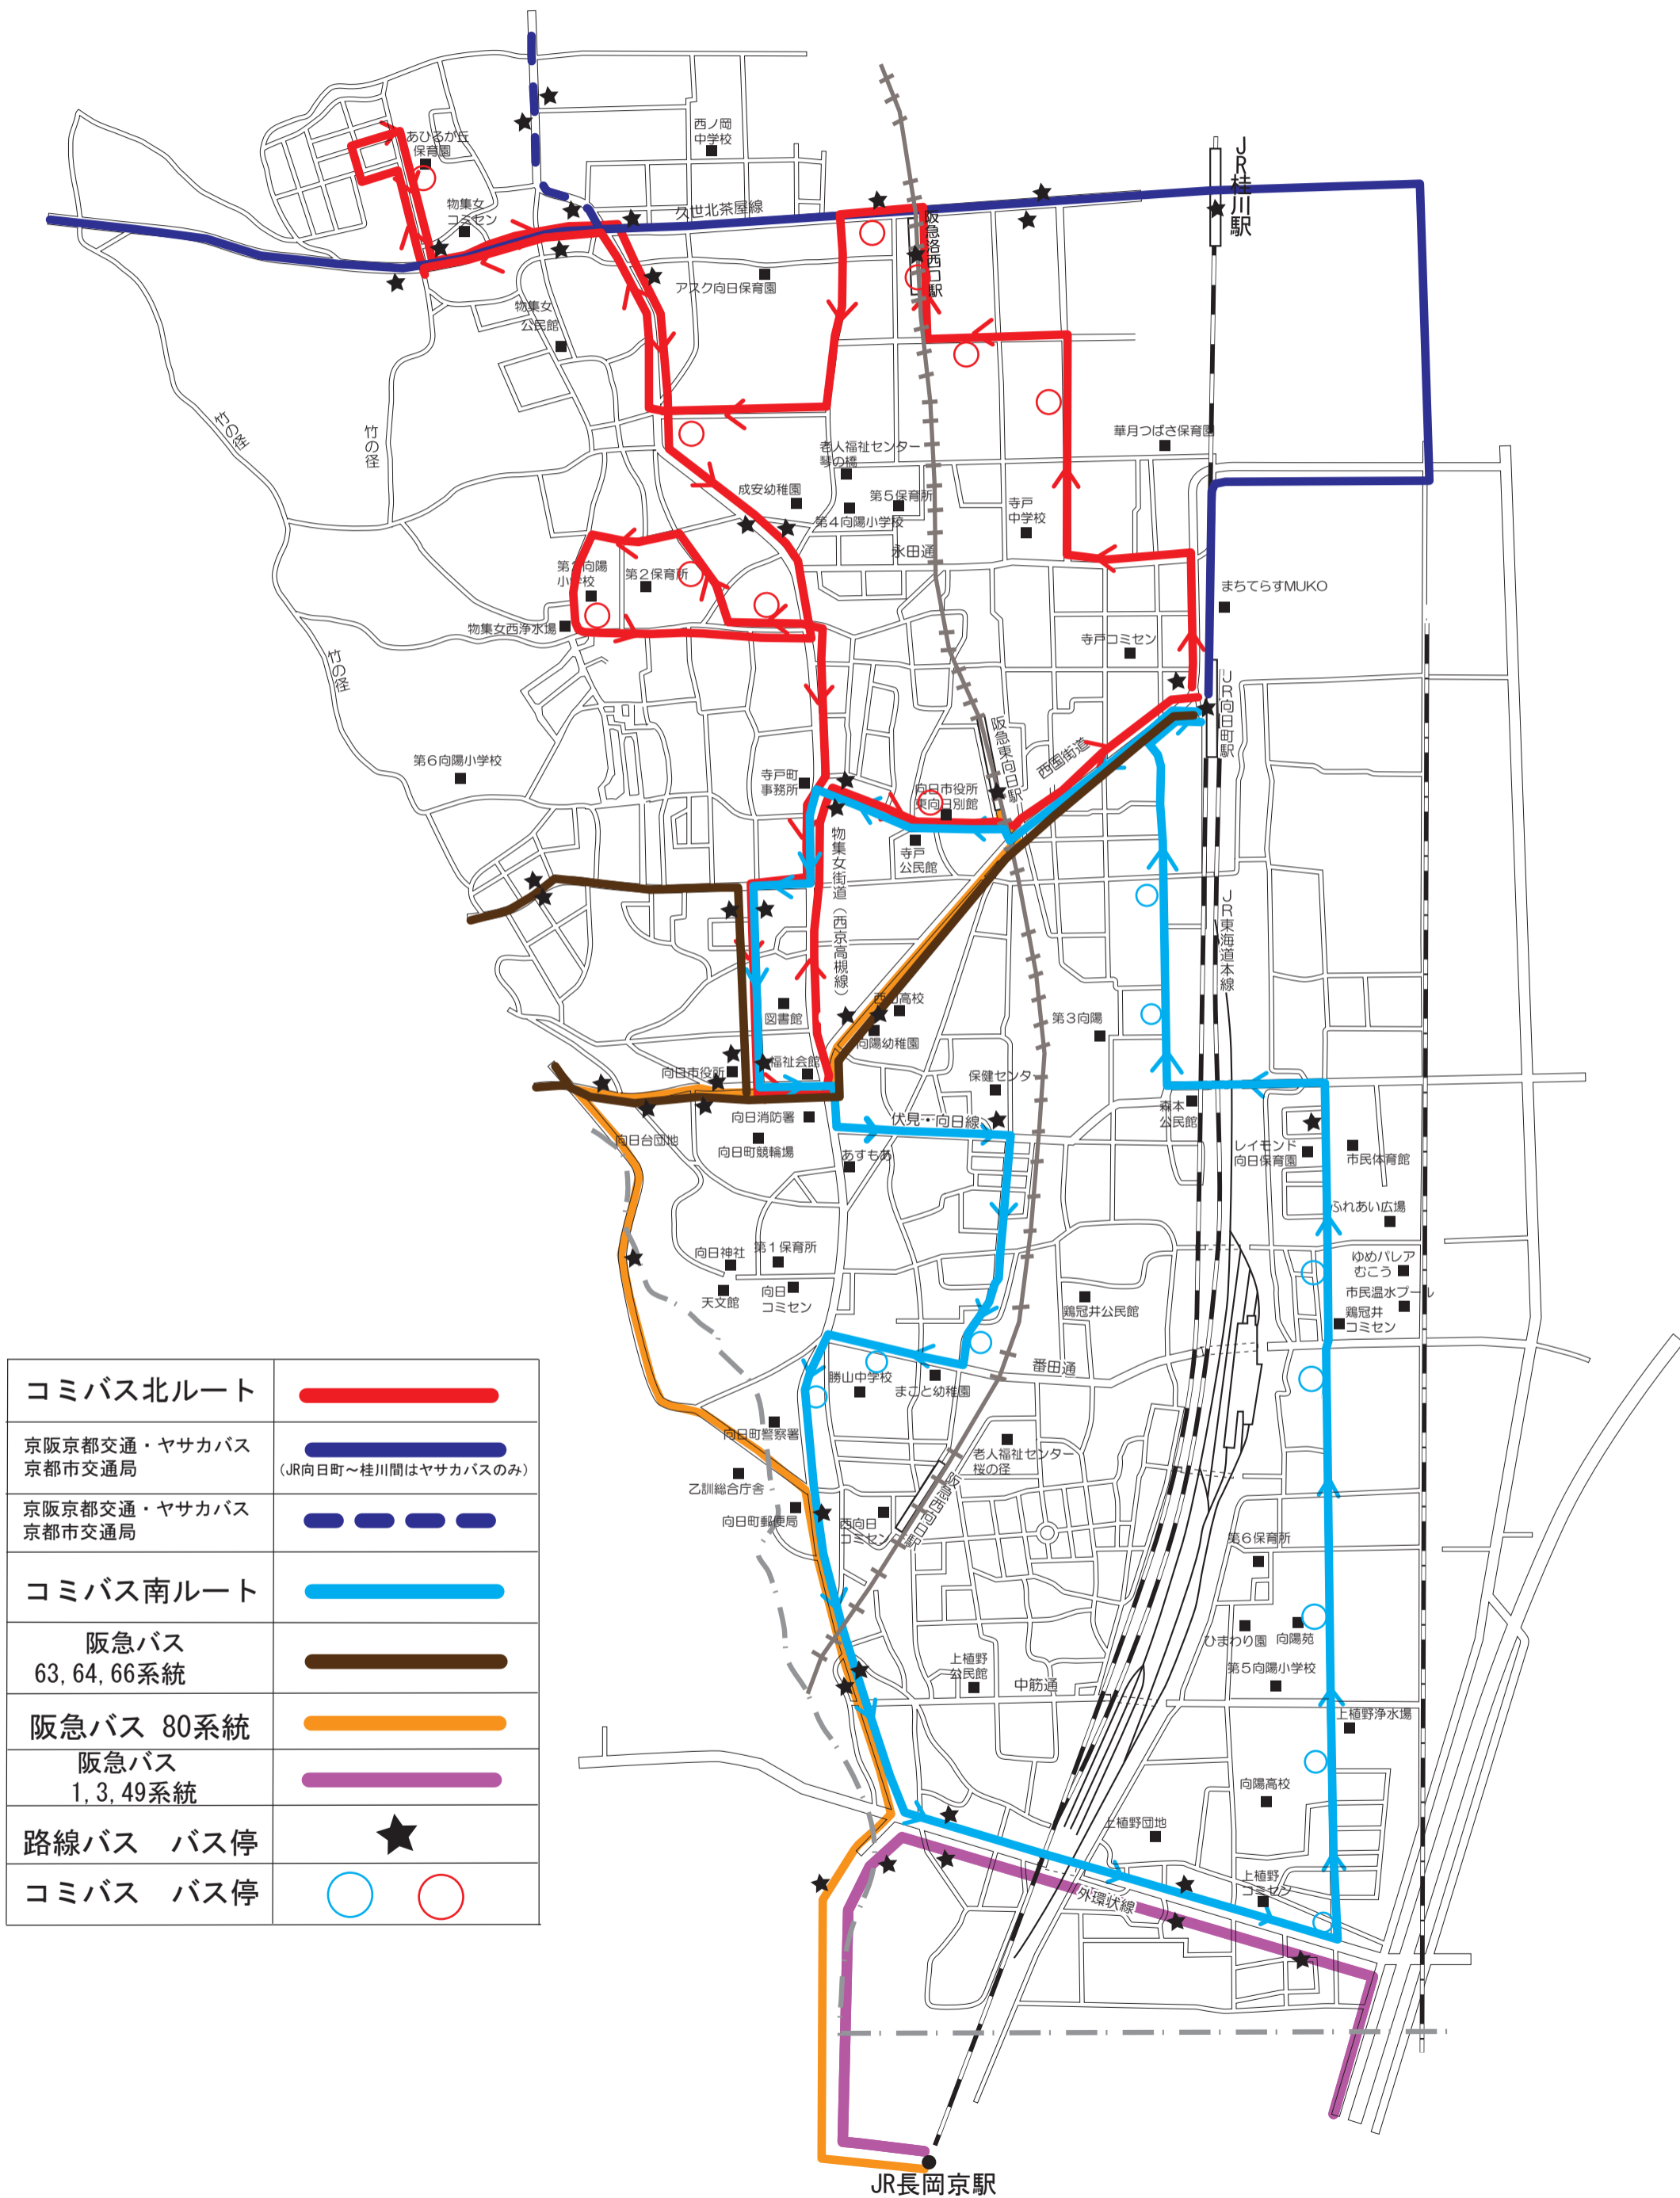 JR桂川駅
西ノ岡
中学校
あひるが丘
保育園
物集女
コミセン
久世北茶屋線
阪急洛西口駅
アスク向日保育園
物集女
公民館
竹の径
竹の径
華月つばさ保育園
老人福祉センター
琴の橋
成安幼稚園
第5保育所
第4向陽小学校
寺戸
中学校
永田通
第2向陽
小学校
第2保育所
まちてらすMUKO
物集女西浄水場
寺戸コミセン
竹の径
JR向日町駅
阪急東向日駅
西国街道
第6向陽小学校
寺戸町
事務所
向日市役所
東向日別館
物集女街道(西京高槻線)
寺戸
公民館
JR東海道本線
西山高校
図書館
向陽幼稚園
第3向陽
福祉会館
向日市役所
保健センター
向日消防署
伏見・向日線
森本
公民館
向日台団地
向日町競輪場
あすもあ
レイモンド
向日保育園
市民体育館
ふれあい広場
向日神社
第1保育所
ゆめパレア
むこう
天文館
向日
コミセン
市民温水プール
鶏冠井公民館
鶏冠井
コミセン
番田通
勝山中学校
まこと幼稚園
向日町警察署
老人福祉センター
桜の径
乙訓総合庁舎
阪急西向日駅
向日町郵便局
西向日
コミセン
第6保育所
ひまわり園
向陽苑
上植野
公民館
中筋通
第5向陽小学校
上植野浄水場
向陽高校
上植野団地
上植野
コミセン
外環状線
JR長岡京駅
コミバス北ルート
京阪京都交通・ヤサカバス
京都市交通局
(JR向日町〜桂川間はヤサカバスのみ)
京阪京都交通・ヤサカバス
京都市交通局
コミバス南ルート
阪急バス
63,64,66系統
阪急バス 80系統
阪急バス
1,3,49系統
路線バス バス停
コミバス バス停